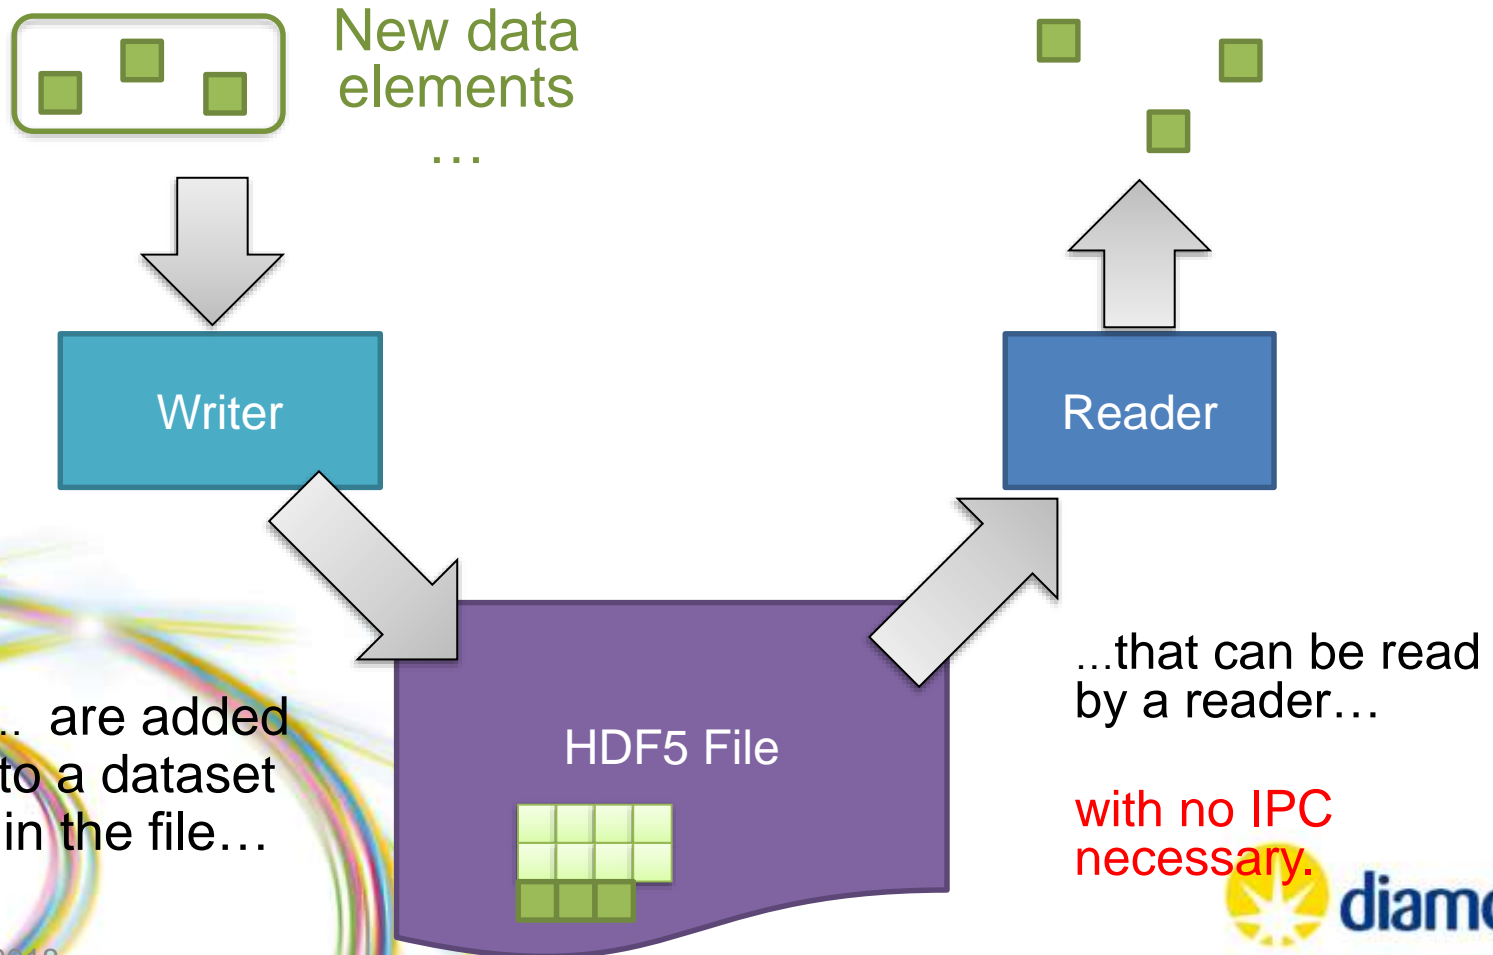 New data
elements
…
Writer
Reader
.. are added
to a dataset
in the file…
HDF5 File
…that can be read
by a reader…
with no IPC
necessary.